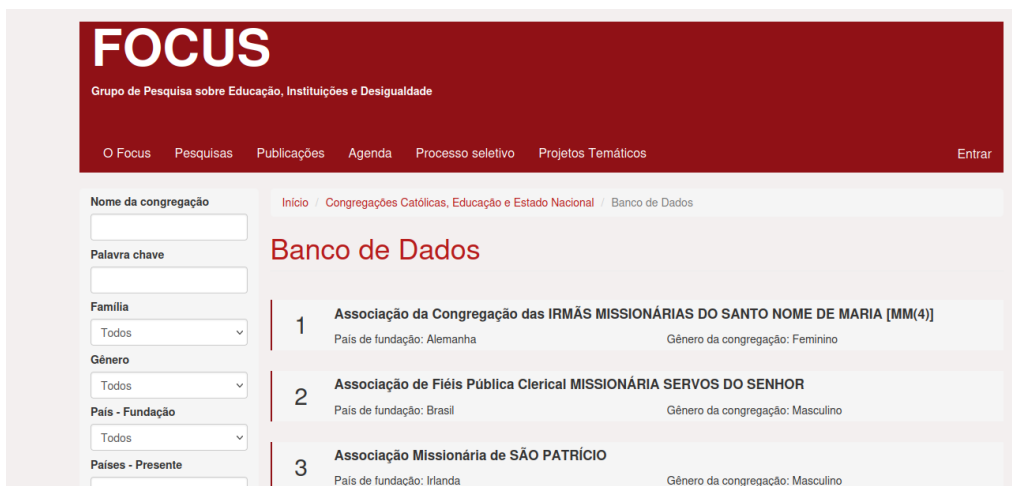 FOCUS
Grupo de Pesquisa sobre Educação, Instituições e Desigualdade
O Focus Pesquisas Publicações Agenda Processo seletivo Projetos Temáticos Entrar
Nome da congregação
Palavra chave
Família
Todos
Gênero
Todos
País - Fundação
Todos
Países - Presente
Início / Congregações Católicas, Educação e Estado Nacional / Banco de Dados
Banco de Dados
1 Associação da Congregação das IRMÃS MISSIONÁRIAS DO SANTO NOME DE MARIA [MM(4)]
País de fundação: Alemanha Gênero da congregação: Feminino
2 Associação de Fiéis Pública Clerical MISSIONÁRIA SERVOS DO SENHOR
País de fundação: Brasil Gênero da congregação: Masculino
3 Associação Missionária de SÃO PATRÍCIO
País de fundação: Irlanda Gênero da congregação: Masculino